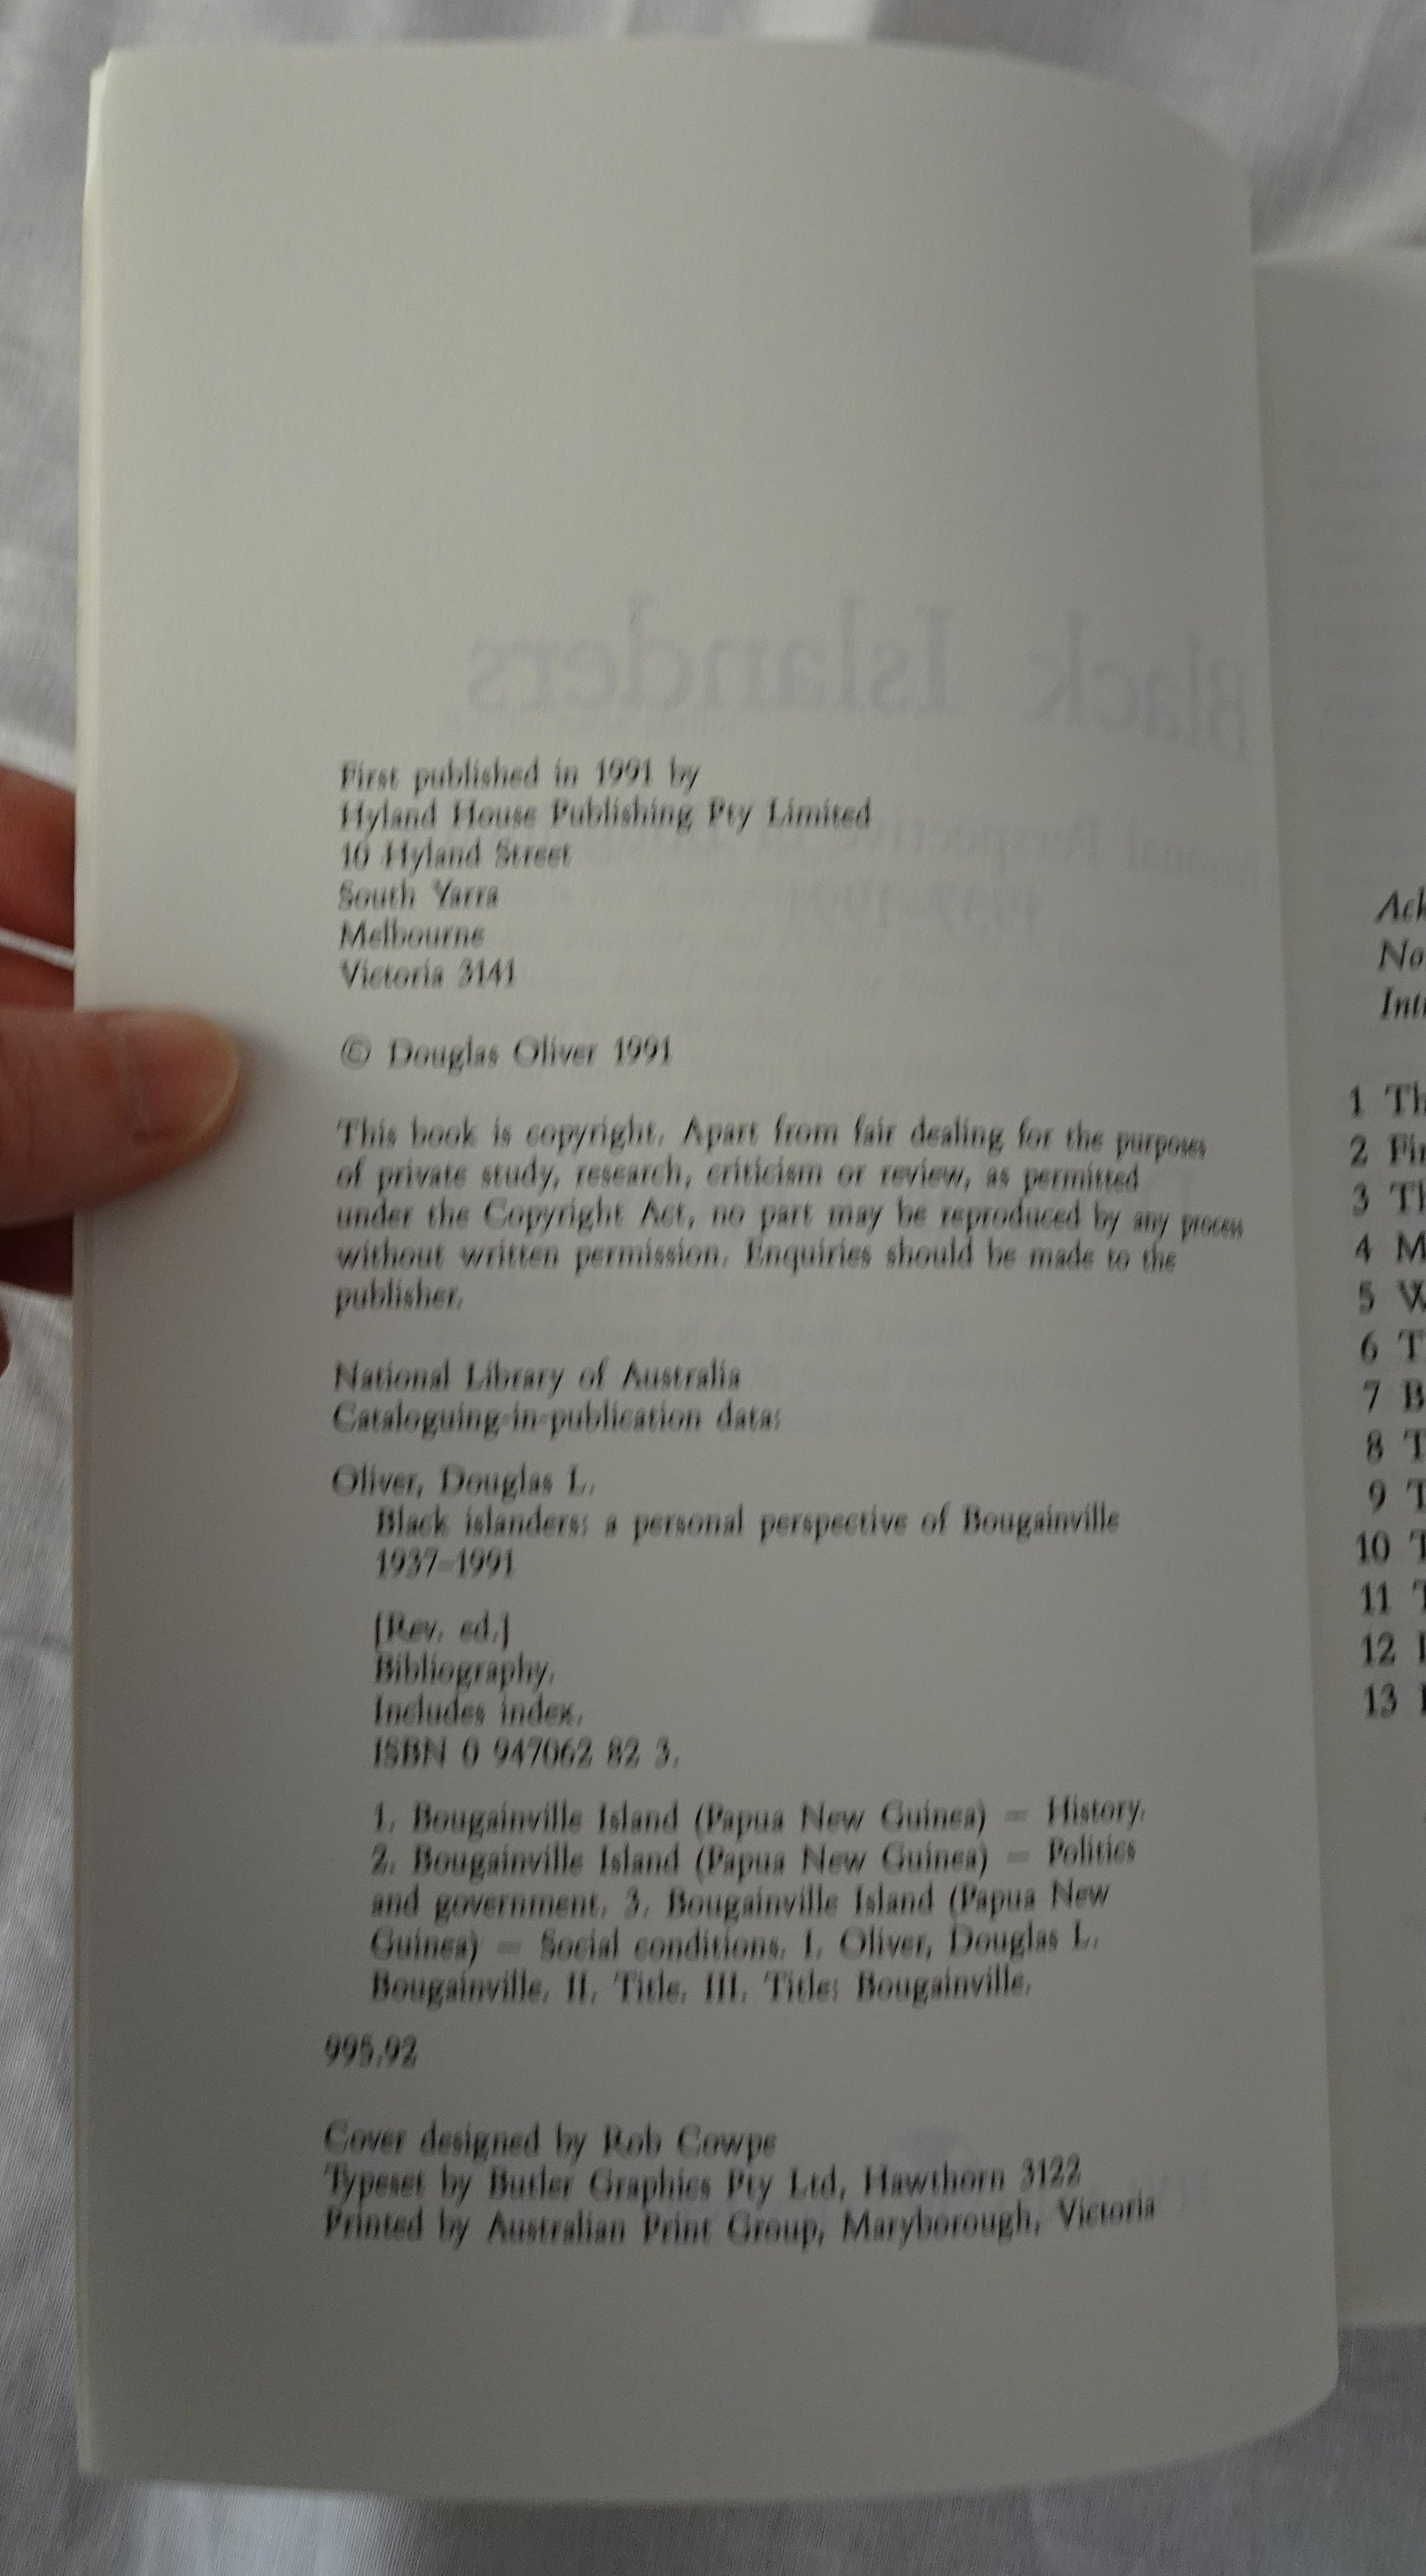 Black Islanders
First published in 1991 by
Hyland House Publishing Pty Limited
10 Hyland Street
South Yarra
Melbourne
Victoria 3141
© Douglas Oliver 1991
This book is copyright. Apart from fair dealing for the purposes
of private study, research, criticism or review, as permitted
under the Copyright Act, no part may be reproduced by any process
without written permission. Enquiries should be made to the
publisher.
National Library of Australia
Cataloguing-in-publication data:
Oliver, Douglas L.
Black islanders: a personal perspective of Bougainville
1937–1991
[Rev. ed.]
Bibliography.
Includes index.
ISBN 0 947062 82 3.
1. Bougainville Island (Papua New Guinea) — History.
2. Bougainville Island (Papua New Guinea) — Politics
and government. 3. Bougainville Island (Papua New
Guinea) — Social conditions. I. Oliver, Douglas L.
Bougainville. II. Title. III. Title: Bougainville.
995.92
Cover designed by Rob Cowpe
Typeset by Butler Graphics Pty Ltd, Hawthorn 3122
Printed by Australian Print Group, Maryborough, Victoria
Ack
No
Int
1 Th
2 Fi
3 Th
4 M
5 W
6 T
7 B
8 T
9 T
10 T
11 T
12
13